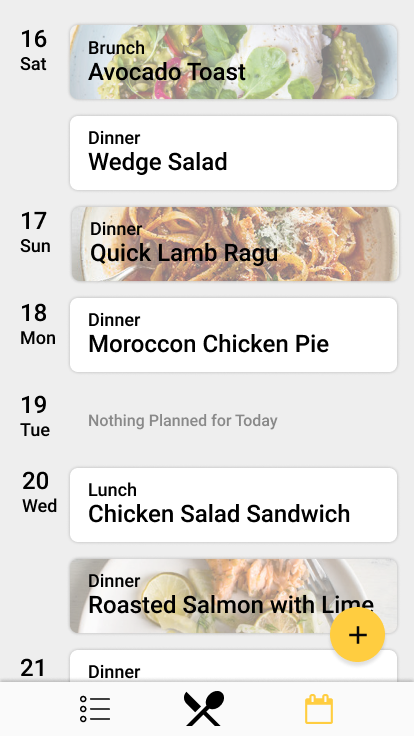 16
Sat
Brunch
Avocado Toast
Dinner
Wedge Salad
17
Sun
Dinner
Quick Lamb Ragu
18
Mon
Dinner
Moroccon Chicken Pie
19
Tue
Nothing Planned for Today
20
Wed
Lunch
Chicken Salad Sandwich
Dinner
Roasted Salmon with Lime
21
Dinner